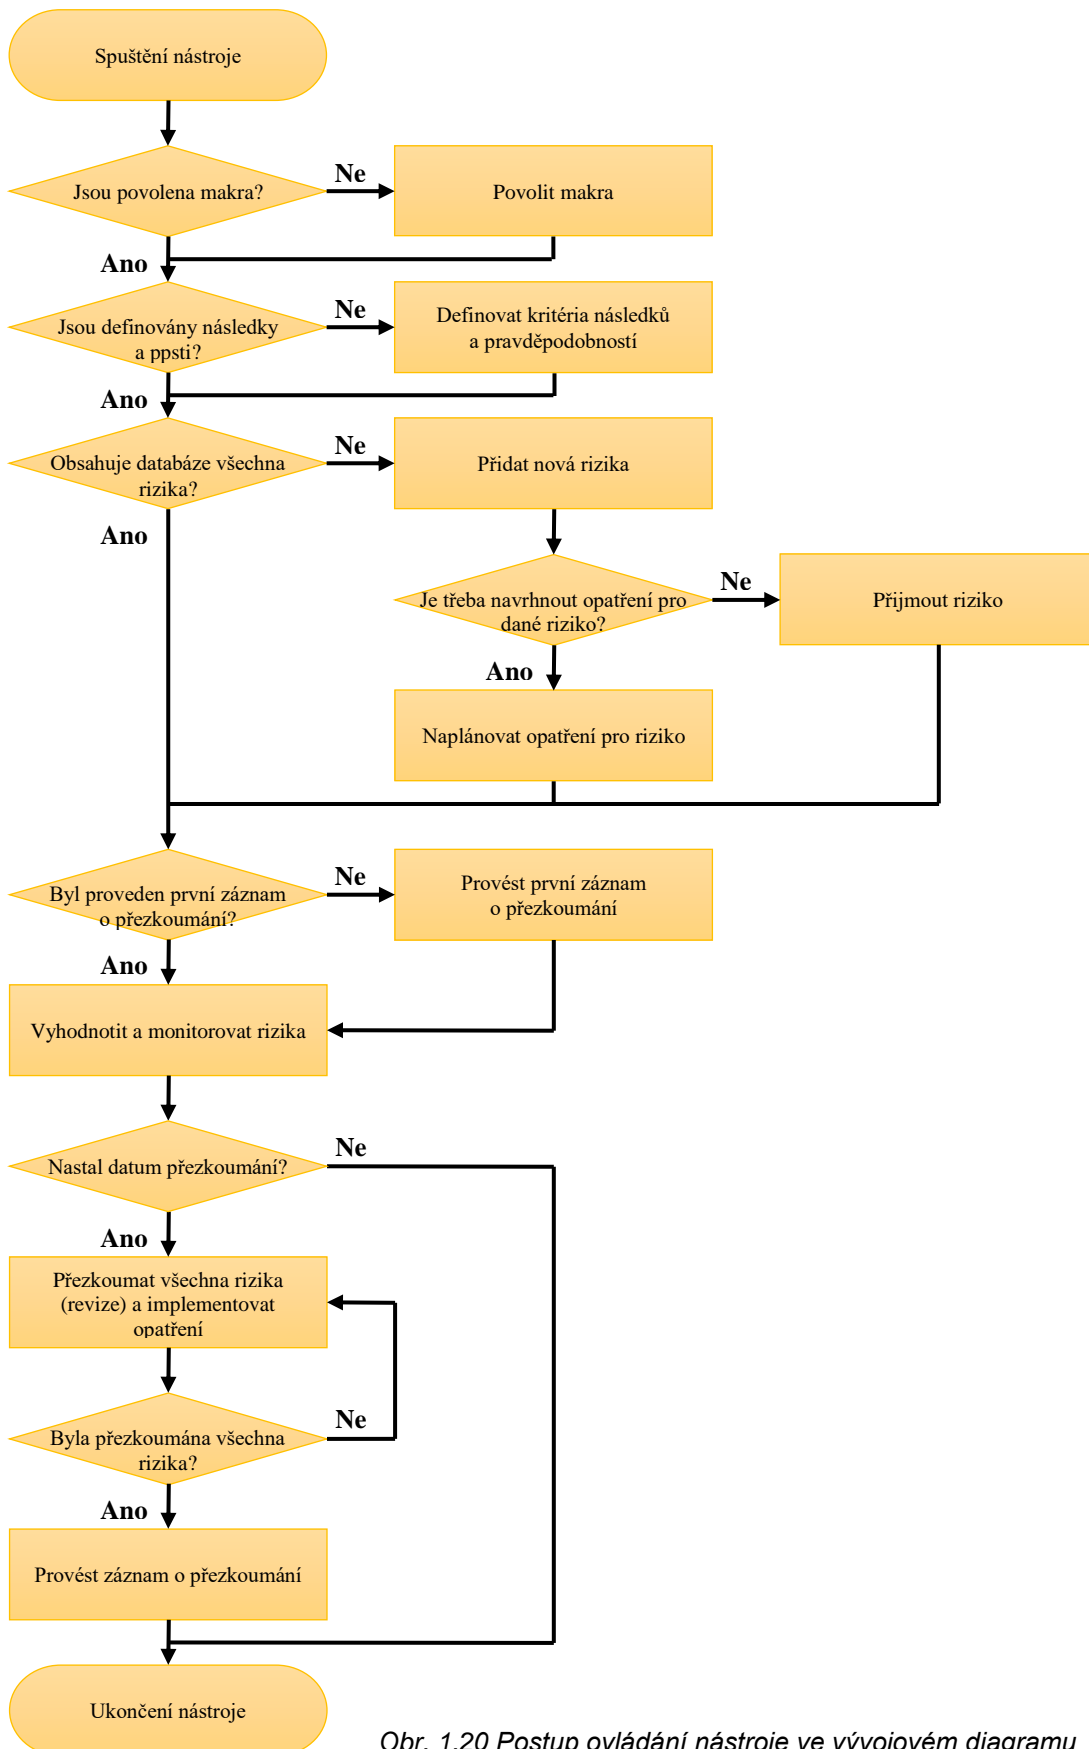 Spuštění nástroje
Jsou povolena makra?
Ne
Povolit makra
Ano
Jsou definovány následky
a ppsti?
Ne
Definovat kritéria následků
a pravděpodobností
Ano
Obsahuje databáze všechna
rizika?
Ne
Přidat nová rizika
Ano
Je třeba navrhnout opatření pro
dané riziko?
Ne
Přijmout riziko
Ano
Naplánovat opatření pro riziko
Byl proveden první záznam
o přezkoumání?
Ne
Provést první záznam
o přezkoumání
Ano
Vyhodnotit a monitorovat rizika
Nastal datum přezkoumání?
Ne
Ano
Přezkoumat všechna rizika
(revize) a implementovat
opatření
Byla přezkoumána všechna
rizika?
Ne
Ano
Provést záznam o přezkoumání
Ukončení nástroje
Obr. 1.20 Postup ovládání nástroje ve vývojovém diagramu